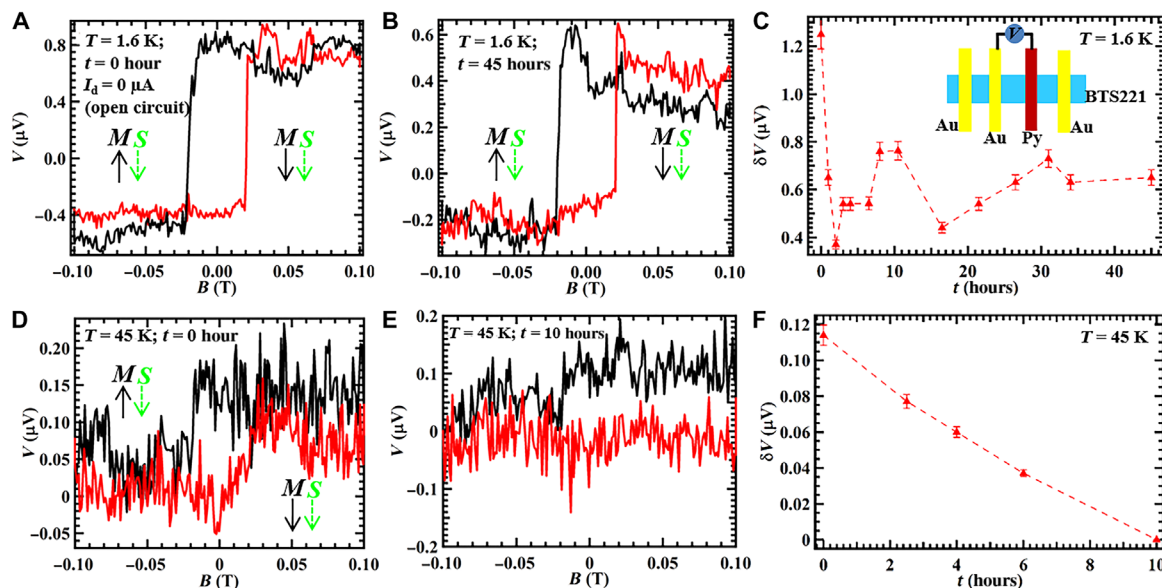 A
T = 1.6 K;
t = 0 hour
I_d = 0 µA
(open circuit)
M S
M S
0.8
0.4
0.0
−0.4
−0.10
−0.05
0.00
0.05
0.10
V (µV)
B (T)
B
T = 1.6 K;
t = 45 hours
M S
M S
0.6
0.4
0.2
0
−0.2
−0.10
−0.05
0
0.05
0.10
V (µV)
B (T)
C
T = 1.6 K
V
BTS221
Au
Au
Py
Au
1.2
1.0
0.8
0.6
0.4
0
10
20
30
40
δV (µV)
t (hours)
D
T = 45 K; t = 0 hour
M S
M S
0.20
0.15
0.10
0.05
0
−0.05
−0.10
−0.05
0
0.05
0.10
V (µV)
B (T)
E
T = 45 K; t = 10 hours
0.2
0.1
0
−0.1
−0.2
−0.10
−0.05
0
0.05
0.10
V (µV)
B (T)
F
T = 45 K
0.12
0.10
0.08
0.06
0.04
0.02
0
0
2
4
6
8
10
δV (µV)
t (hours)